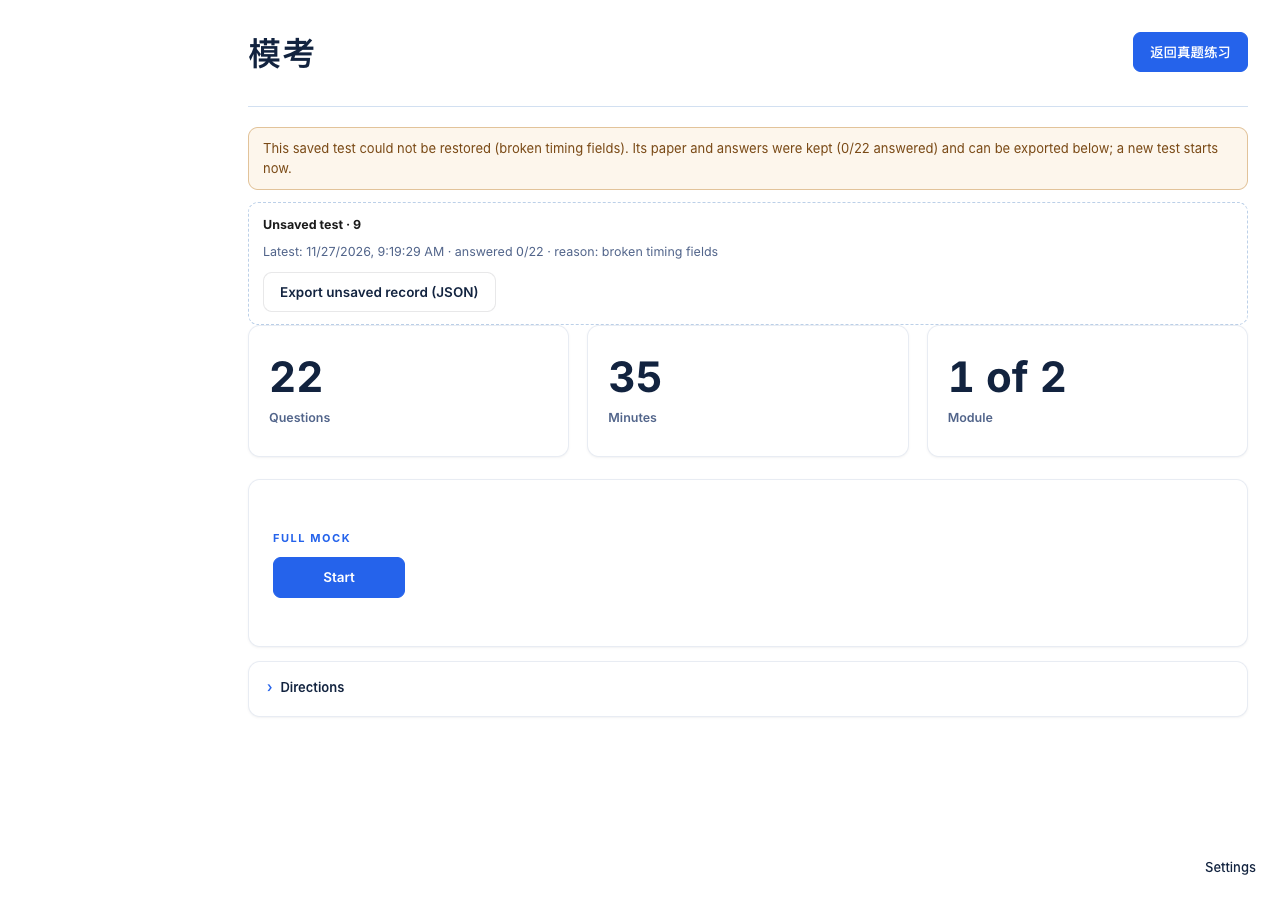 模考
返回真题练习
This saved test could not be restored (broken timing fields). Its paper and answers were kept (0/22 answered) and can be exported below; a new test starts
now.
Unsaved test · 9
Latest: 11/27/2026, 9:19:29 AM · answered 0/22 · reason: broken timing fields
Export unsaved record (JSON)
22
Questions
35
Minutes
1 of 2
Module
FULL MOCK
Start
› Directions
Settings